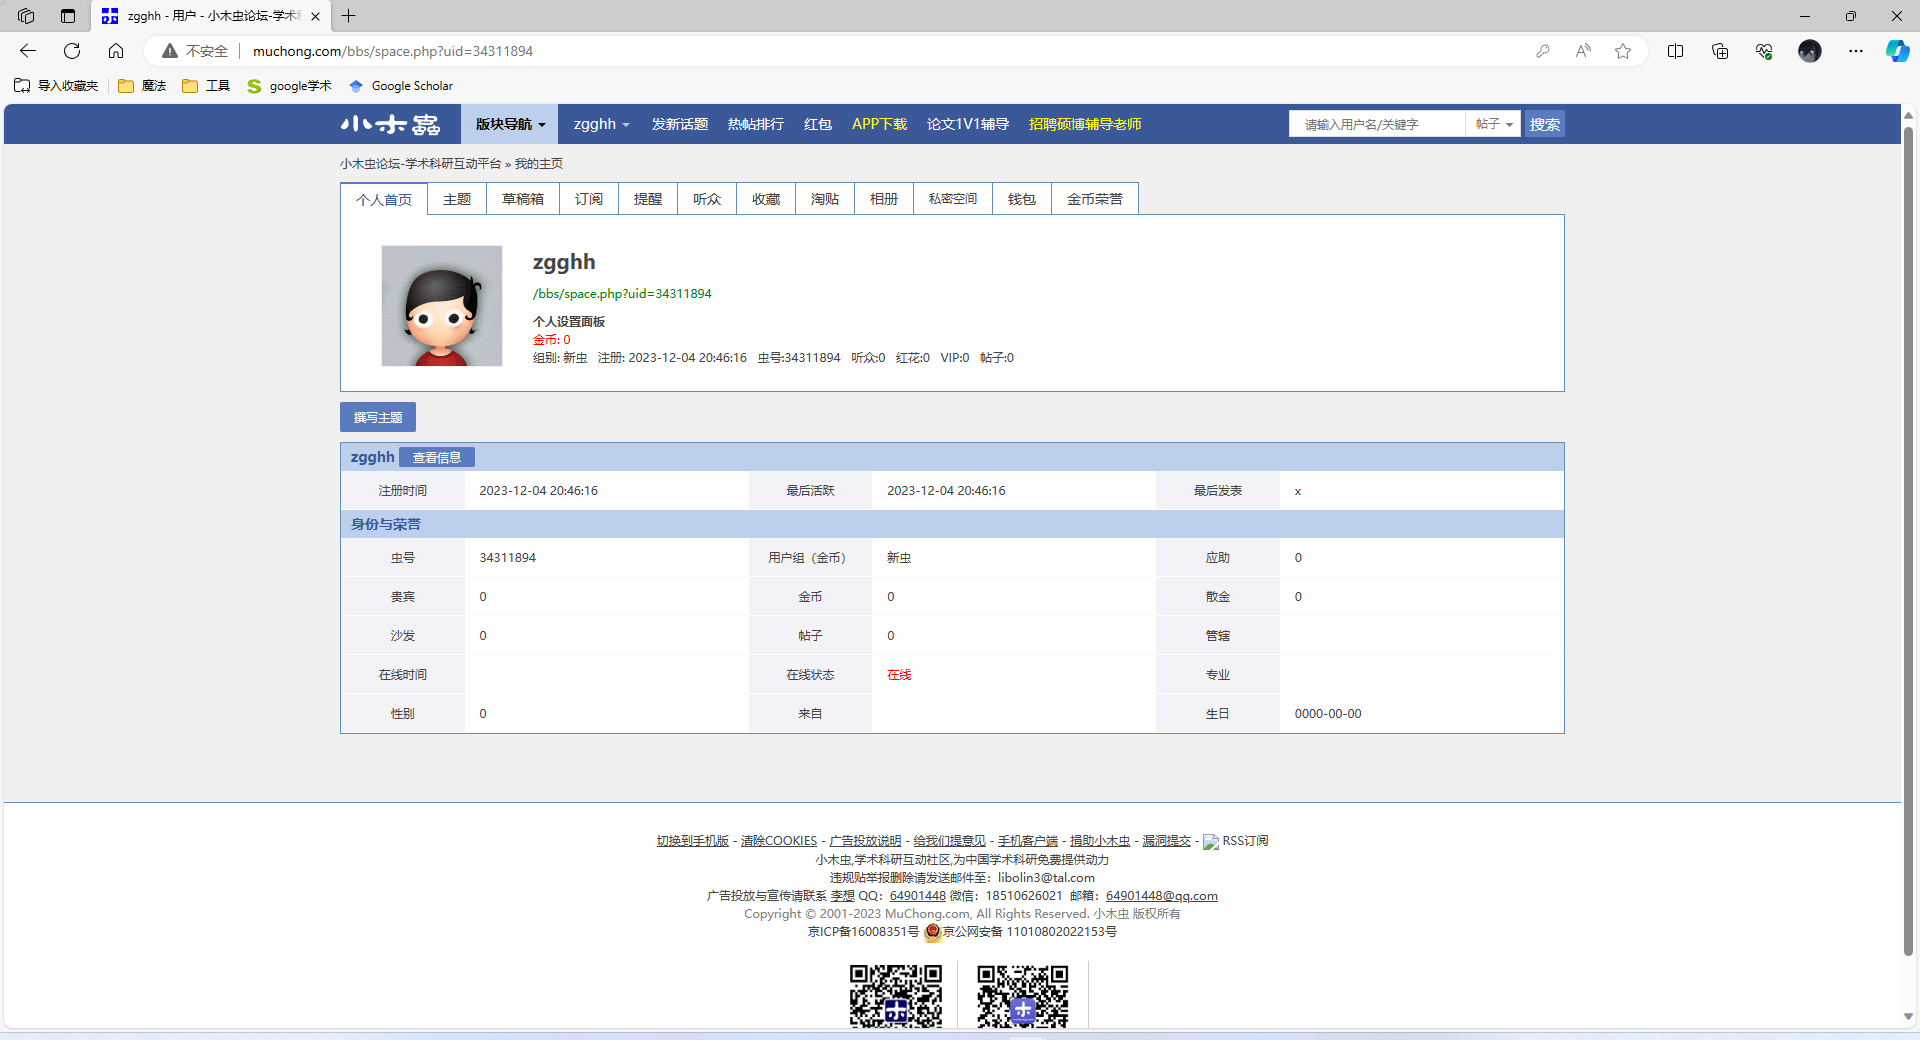 zgghh - 用户 - 小木虫论坛-学术
不安全 muchong.com/bbs/space.php?uid=34311894
导入收藏夹 魔法 工具 google学术 Google Scholar
小木虫 版块导航 zgghh 发新话题 热帖排行 红包 APP下载 论文1V1辅导 招聘硕博辅导老师 请输入用户名/关键字 帖子 搜索
小木虫论坛-学术科研互动平台 » 我的主页
个人首页 主题 草稿箱 订阅 提醒 听众 收藏 淘贴 相册 私密空间 钱包 金币荣誉
zgghh
/bbs/space.php?uid=34311894
个人设置面板
金币: 0
组别: 新虫 注册: 2023-12-04 20:46:16 虫号:34311894 听众:0 红花:0 VIP:0 帖子:0
撰写主题
zgghh 查看信息
注册时间 2023-12-04 20:46:16 最后活跃 2023-12-04 20:46:16 最后发表 x
身份与荣誉
虫号 34311894 用户组（金币） 新虫 应助 0
贵宾 0 金币 0 散金 0
沙发 0 帖子 0 管辖
在线时间 在线状态 在线 专业
性别 0 来自 生日 0000-00-00
切换到手机版 - 清除COOKIES - 广告投放说明 - 给我们提意见 - 手机客户端 - 捐助小木虫 - 漏洞提交 - RSS订阅
小木虫,学术科研互动社区,为中国学术科研免费提供动力
违规贴举报删除请发送邮件至：libolin3@tal.com
广告投放与宣传请联系 李想 QQ：64901448 微信：18510626021 邮箱：64901448@qq.com
Copyright © 2001-2023 MuChong.com, All Rights Reserved. 小木虫 版权所有
京ICP备16008351号 京公网安备 11010802022153号